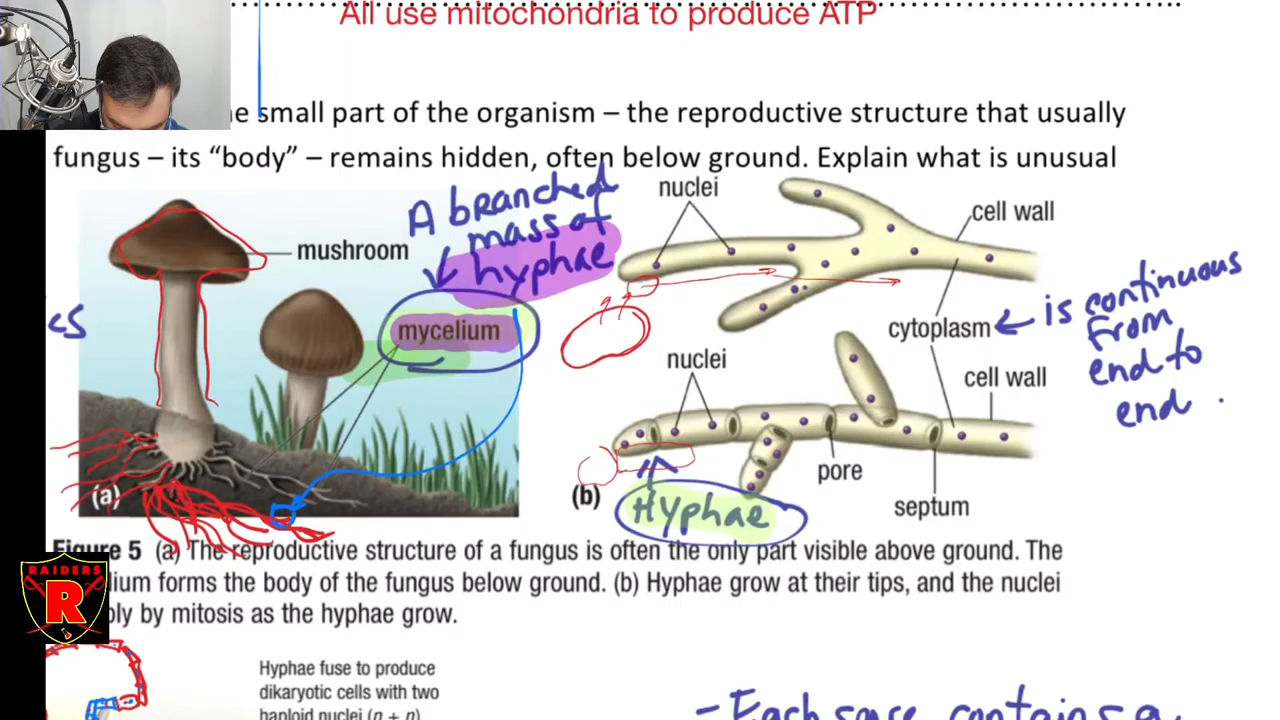 All use mitochondria to produce ATP
small part of the organism – the reproductive structure that usually
fungus – its “body” – remains hidden, often below ground. Explain what is unusual
A branched
mass of
hyphae
mushroom
mycelium
(a)
nuclei
cell wall
cytoplasm
is continuous
from
end to
end.
nuclei
cell wall
pore
septum
(b)
Hyphae
Figure 5 (a) The reproductive structure of a fungus is often the only part visible above ground. The
forms the body of the fungus below ground. (b) Hyphae grow at their tips, and the nuclei
by mitosis as the hyphae grow.
RAIDERS
R
Hyphae fuse to produce
dikaryotic cells with two
haploid nuclei (n + n)
- Each spore contains a